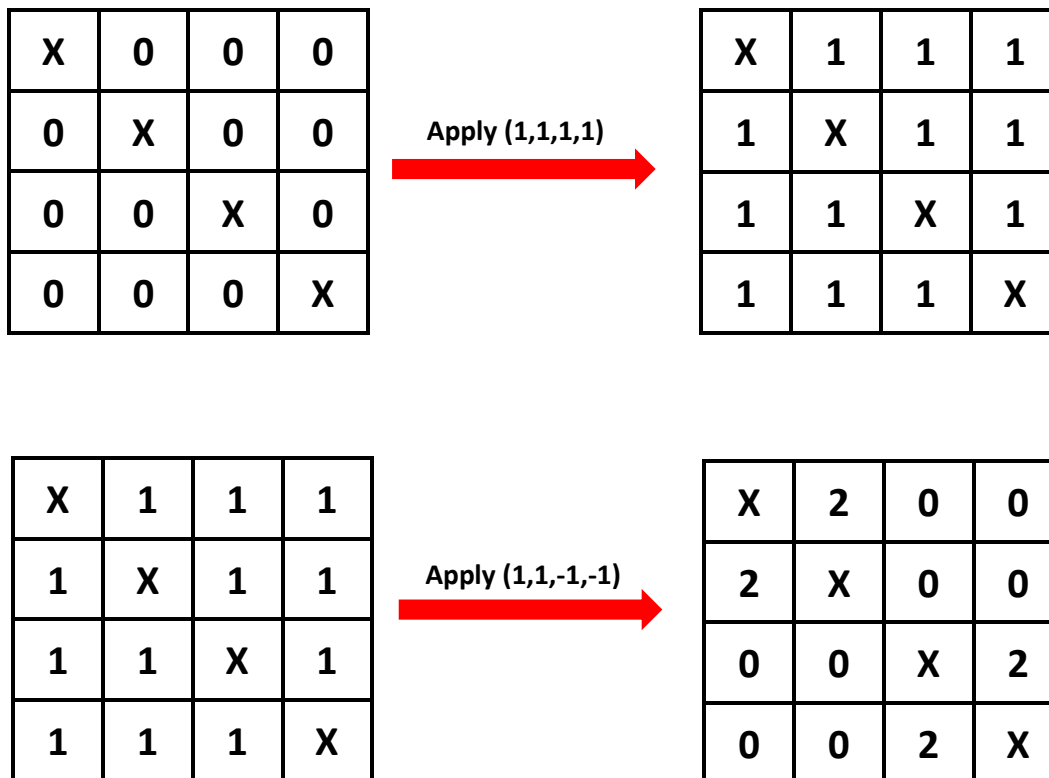 X 0 0 0 X 1 1 1
0 X 0 0 Apply (1,1,1,1) 1 X 1 1
0 0 X 0 1 1 X 1
0 0 0 X 1 1 1 X
X 1 1 1 X 2 0 0
1 X 1 1 Apply (1,1,-1,-1) 2 X 0 0
1 1 X 1 0 0 X 2
1 1 1 X 0 0 2 X